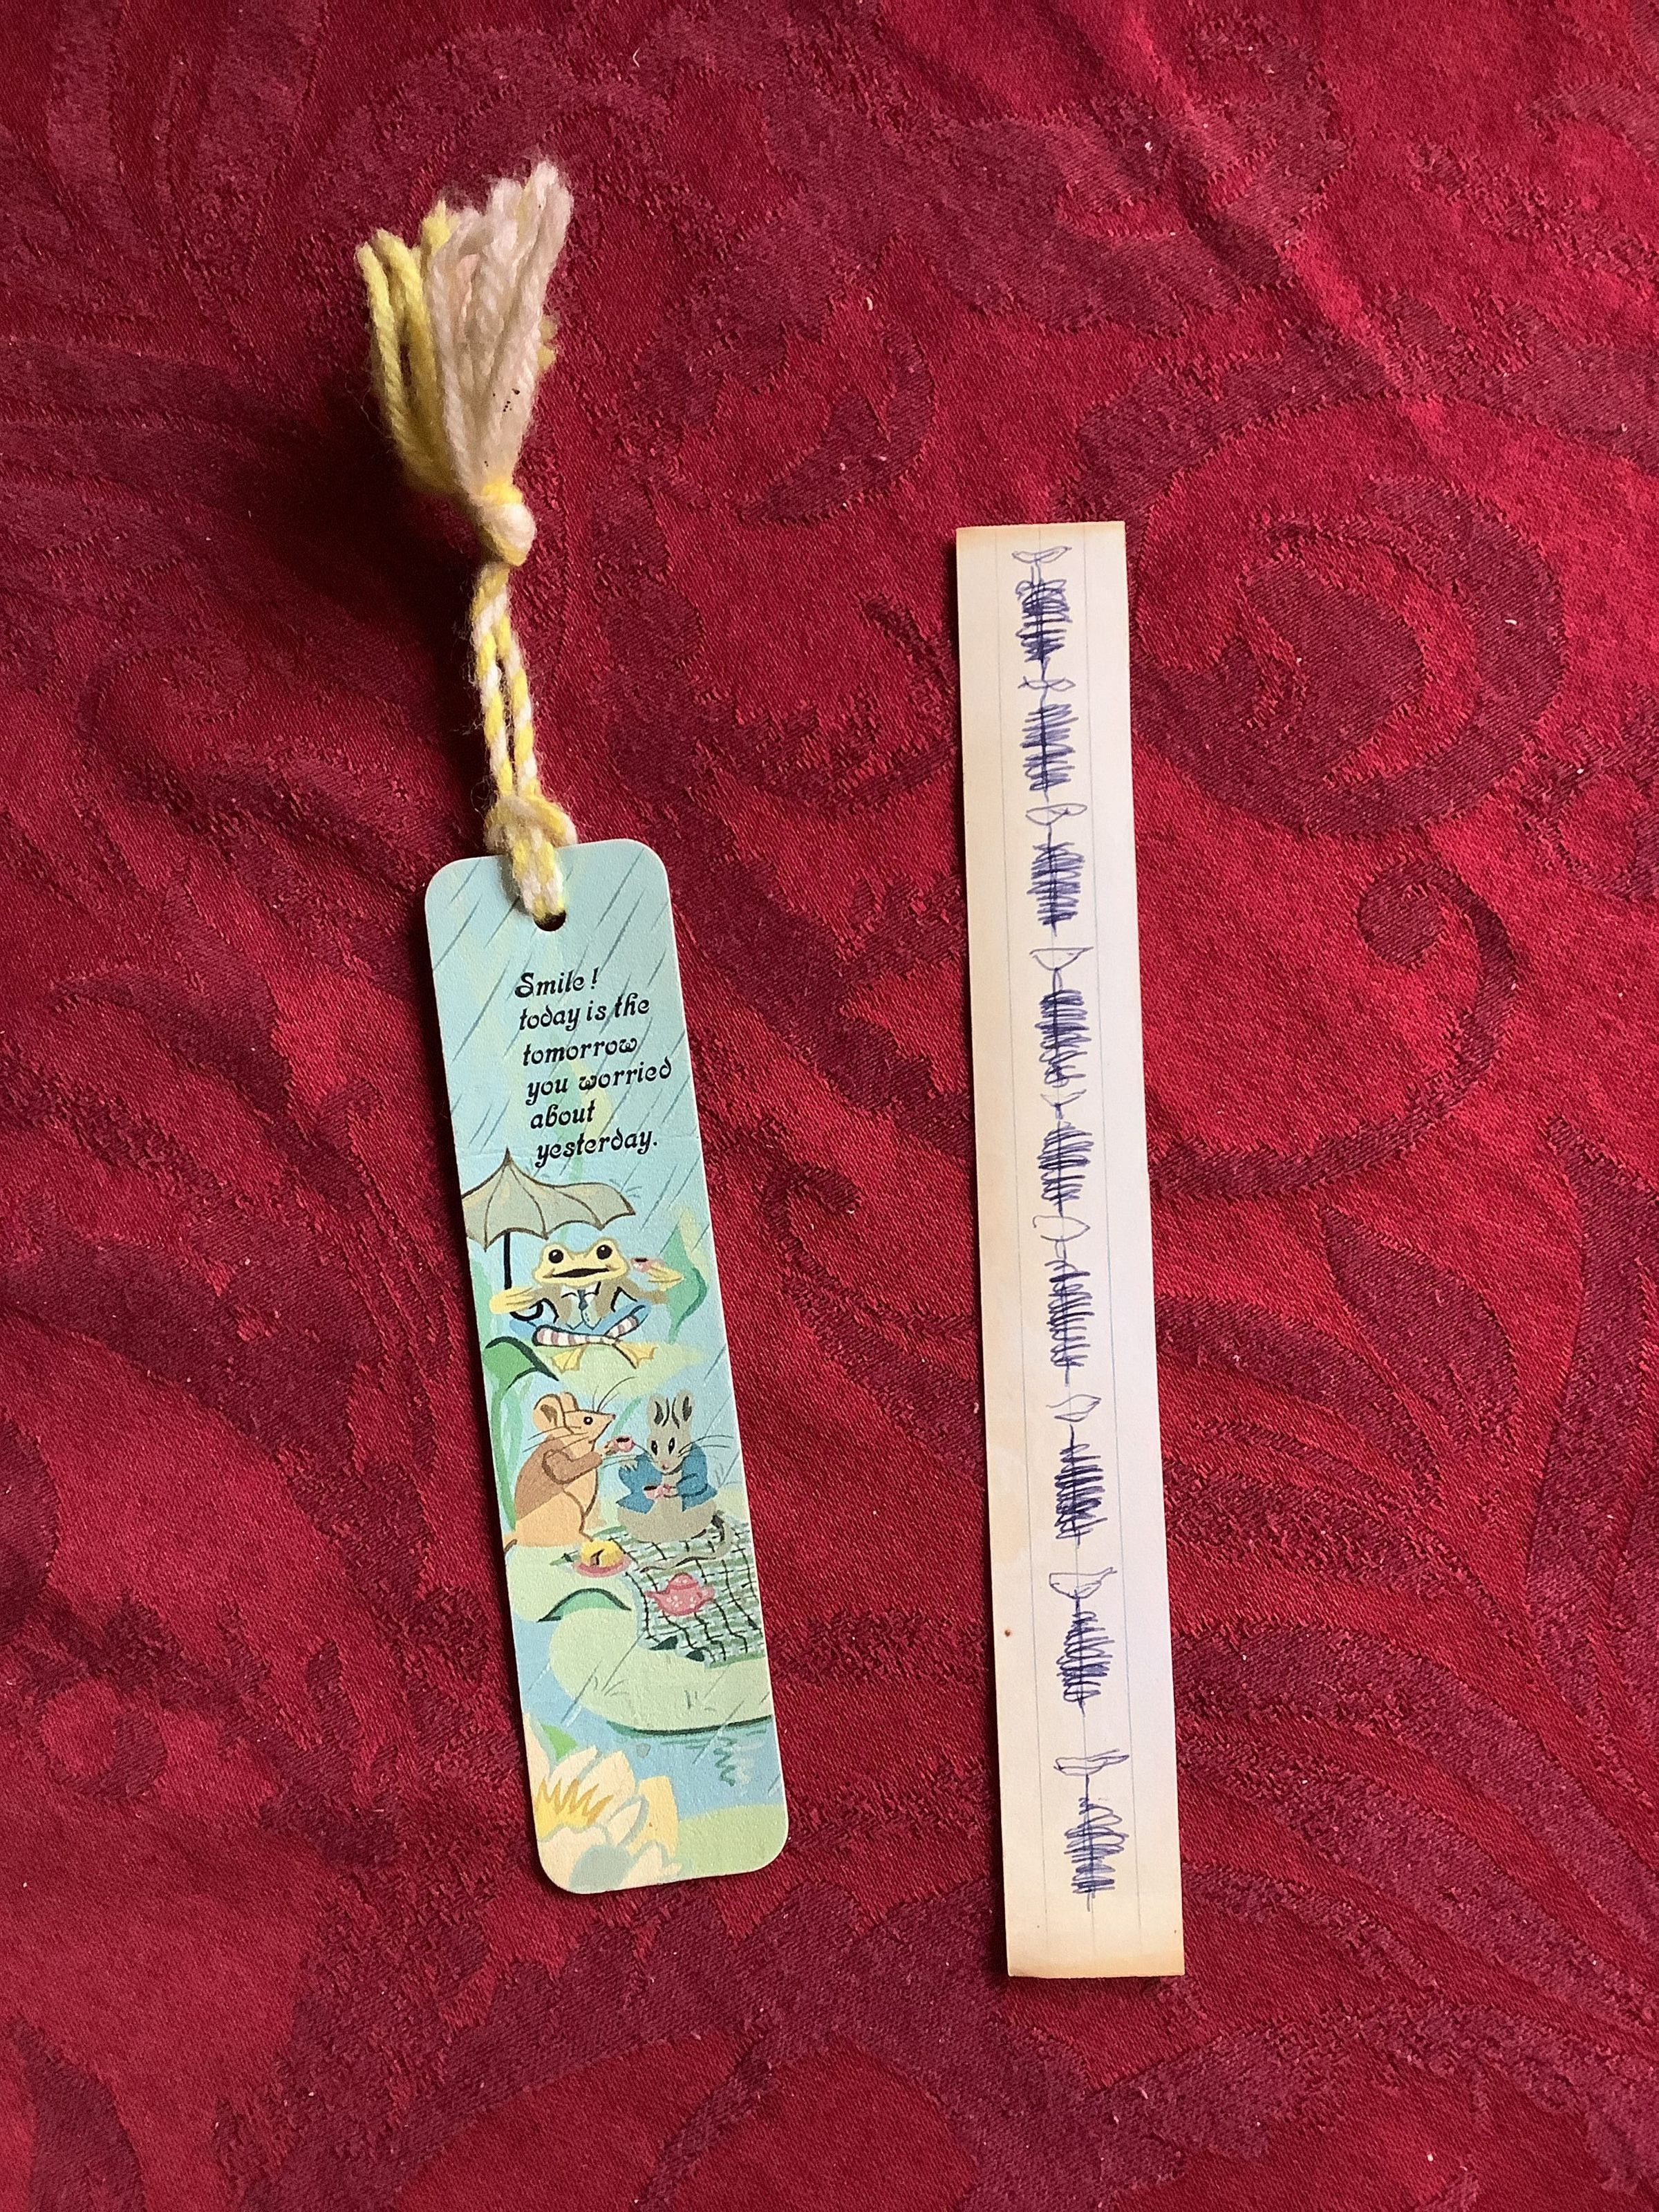 Smile!
today is the
tomorrow
you worried
about
yesterday.